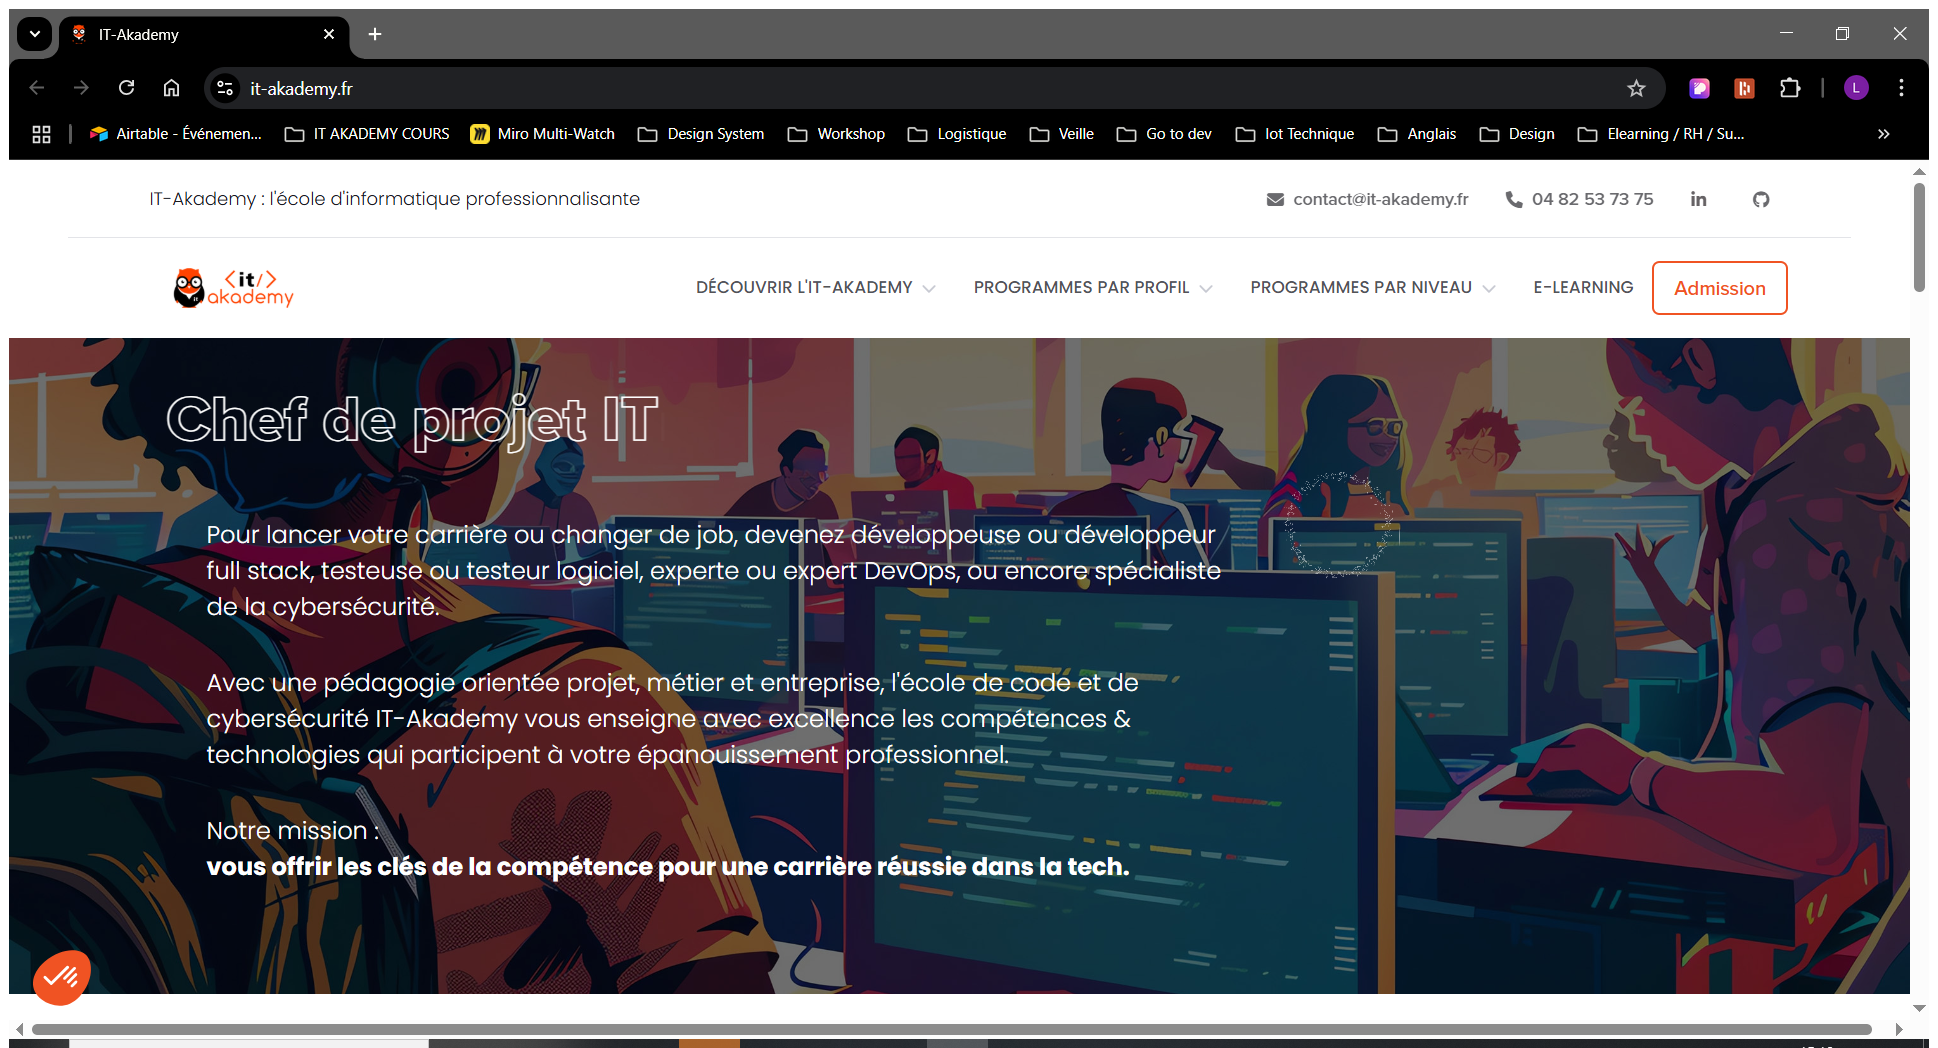 IT-Akademy
it-akademy.fr
L
Airtable - Événemen...
IT AKADEMY COURS
Miro Multi-Watch
Design System
Workshop
Logistique
Veille
Go to dev
Iot Technique
Anglais
Design
Elearning / RH / Su...
IT-Akademy : l'école d'informatique professionnalisante
contact@it-akademy.fr
04 82 53 73 75
in
<it/>
akademy
DÉCOUVRIR L'IT-AKADEMY
PROGRAMMES PAR PROFIL
PROGRAMMES PAR NIVEAU
E-LEARNING
Admission
Chef de projet IT
Pour lancer votre carrière ou changer de job, devenez développeuse ou développeur
full stack, testeuse ou testeur logiciel, experte ou expert DevOps, ou encore spécialiste
de la cybersécurité.
Avec une pédagogie orientée projet, métier et entreprise, l'école de code et de
cybersécurité IT-Akademy vous enseigne avec excellence les compétences &
technologies qui participent à votre épanouissement professionnel.
Notre mission :
vous offrir les clés de la compétence pour une carrière réussie dans la tech.